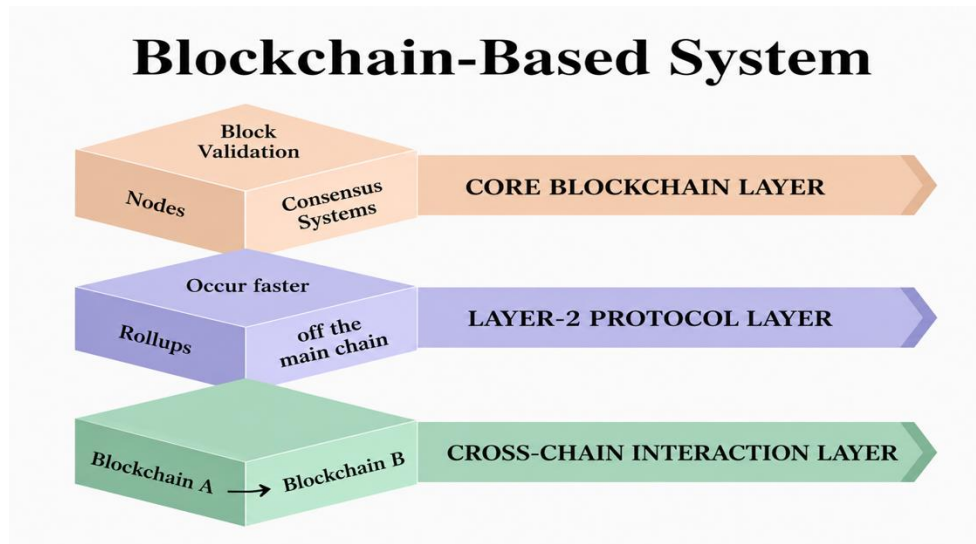 Blockchain-Based System
Block
Validation
Nodes
Consensus
Systems
CORE BLOCKCHAIN LAYER
Occur faster
Rollups
off the
main chain
LAYER-2 PROTOCOL LAYER
Blockchain A
Blockchain B
CROSS-CHAIN INTERACTION LAYER